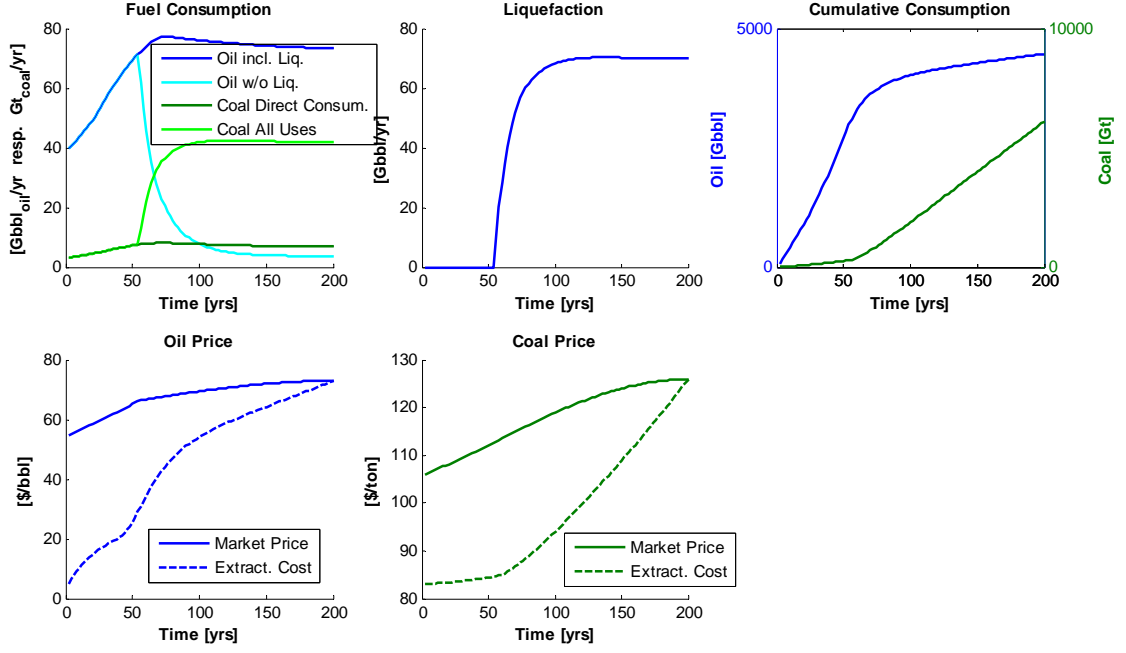 Fuel Consumption
80
60
40
20
0
0
50
100
150
200
[Gbbl_oil/yr resp. Gt_coal/yr]
Time [yrs]
Oil incl. Liq.
Oil w/o Liq.
Coal Direct Consum.
Coal All Uses
Liquefaction
80
60
40
20
0
0
50
100
150
200
[Gbbl/yr]
Time [yrs]
Cumulative Consumption
5000
0
Oil [Gbbl]
10000
0
Coal [Gt]
0
50
100
150
200
Time [yrs]
Oil Price
80
60
40
20
0
0
50
100
150
200
[$/bbl]
Time [yrs]
Market Price
Extract. Cost
Coal Price
130
120
110
100
90
80
0
50
100
150
200
[$/ton]
Time [yrs]
Market Price
Extract. Cost